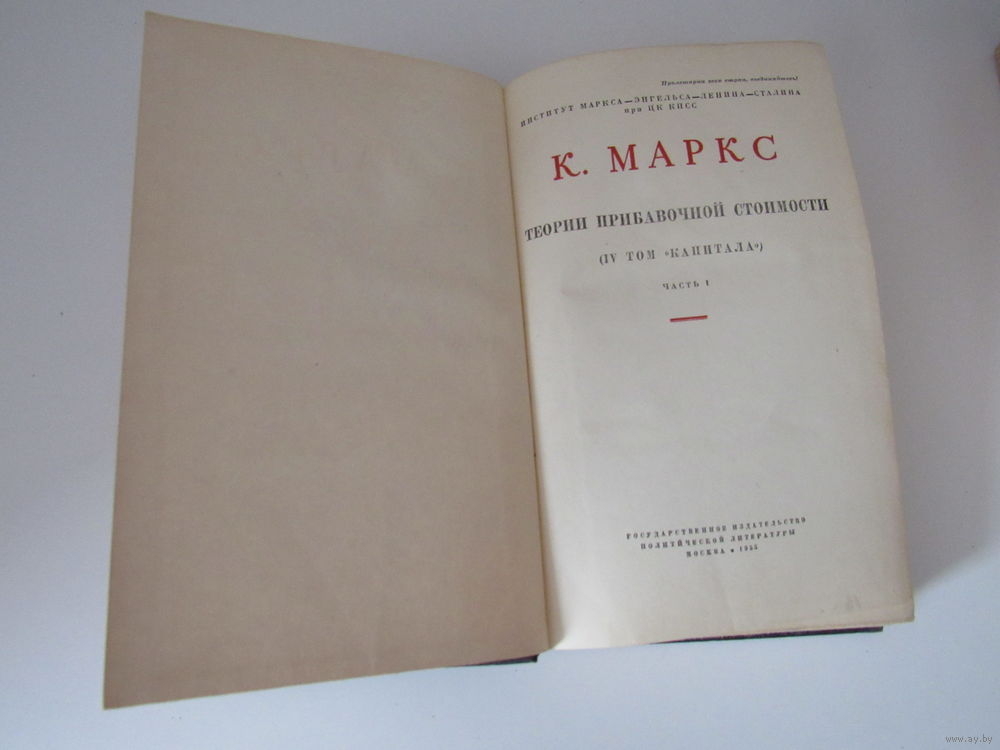 Пролетарии всех стран, соединяйтесь!
ИНСТИТУТ МАРКСА—ЭНГЕЛЬСА—ЛЕНИНА—СТАЛИНА
при ЦК КПСС
К. МАРКС
ТЕОРИИ ПРИБАВОЧНОЙ СТОИМОСТИ
(IV ТОМ «КАПИТАЛА»)
ЧАСТЬ I
ГОСУДАРСТВЕННОЕ ИЗДАТЕЛЬСТВО
ПОЛИТИЧЕСКОЙ ЛИТЕРАТУРЫ
МОСКВА • 1955
www.ay.by